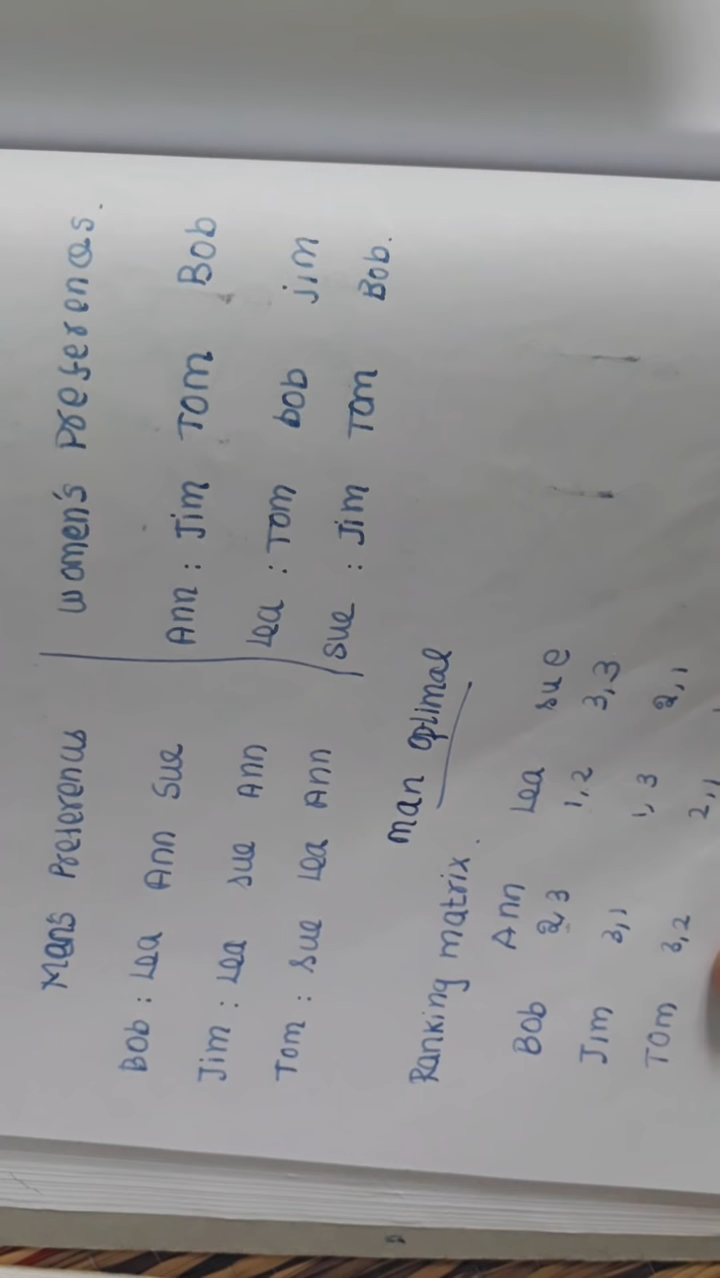 Men's Preferences | Women's Preferences.
Bob : Lea Ann Sue | Ann : Jim Tom Bob
Jim : Lea sue Ann | Lea : Tom bob jim
Tom : sue Lea Ann | Sue : Jim Tom Bob.
man optimal
Ranking matrix.
Ann Lea sue
Bob 2,3 1,2 3,3
Jim 3,1 1,3 2,1
Tom 3,2 2,1